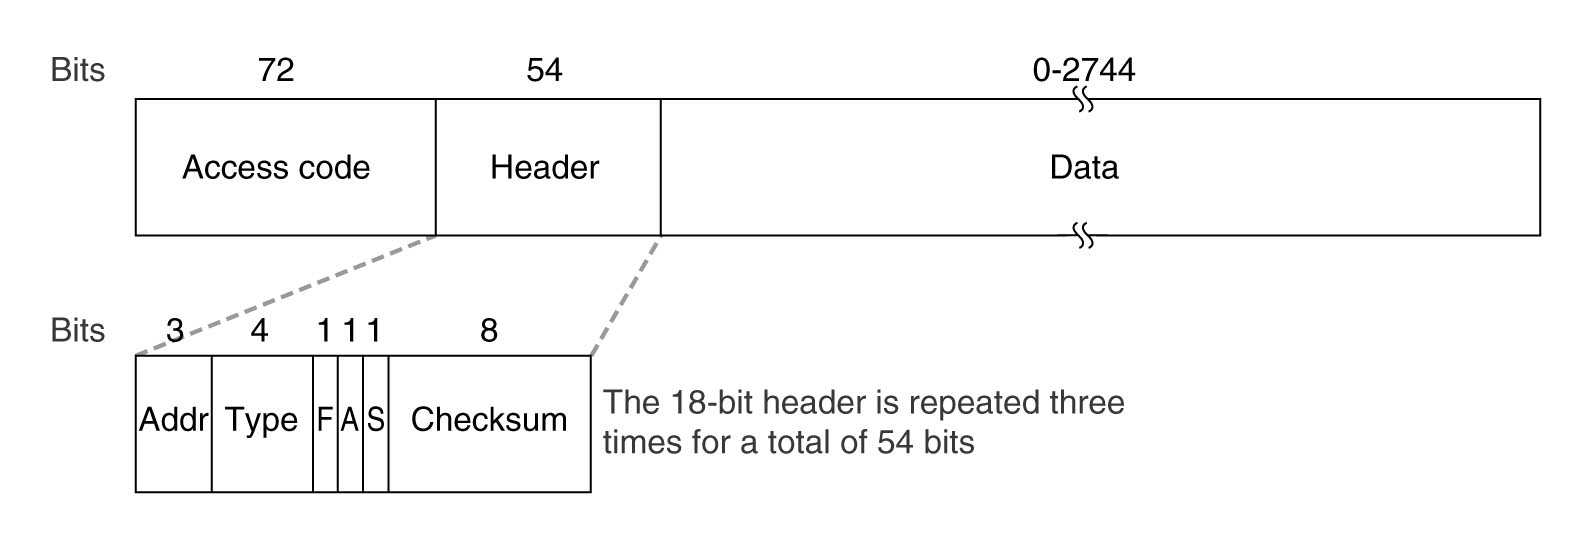 Bits 72 54 0-2744
Access code Header Data
Bits 3 4 1 1 1 8
Addr Type F A S Checksum
The 18-bit header is repeated three
times for a total of 54 bits